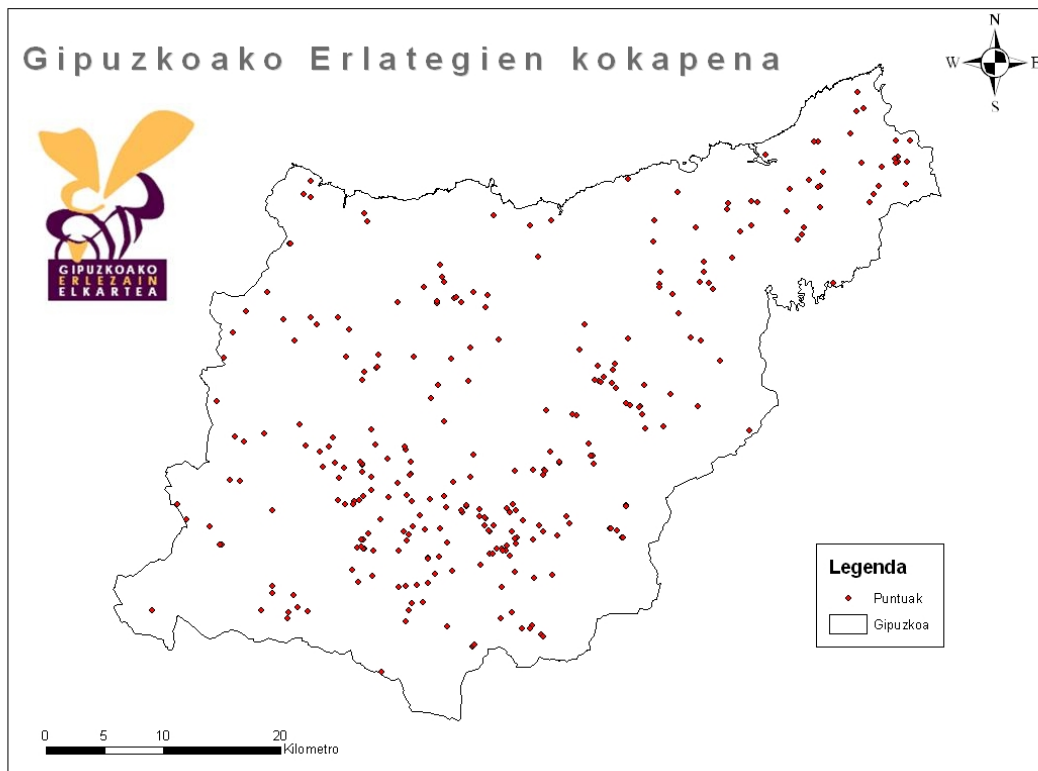 Gipuzkoako Erlategien kokapena
N
W E
S
GIPUZKOAKO
ERLEZAIN
ELKARTEA
Legenda
Puntuak
Gipuzkoa
0 5 10 20
Kilometro